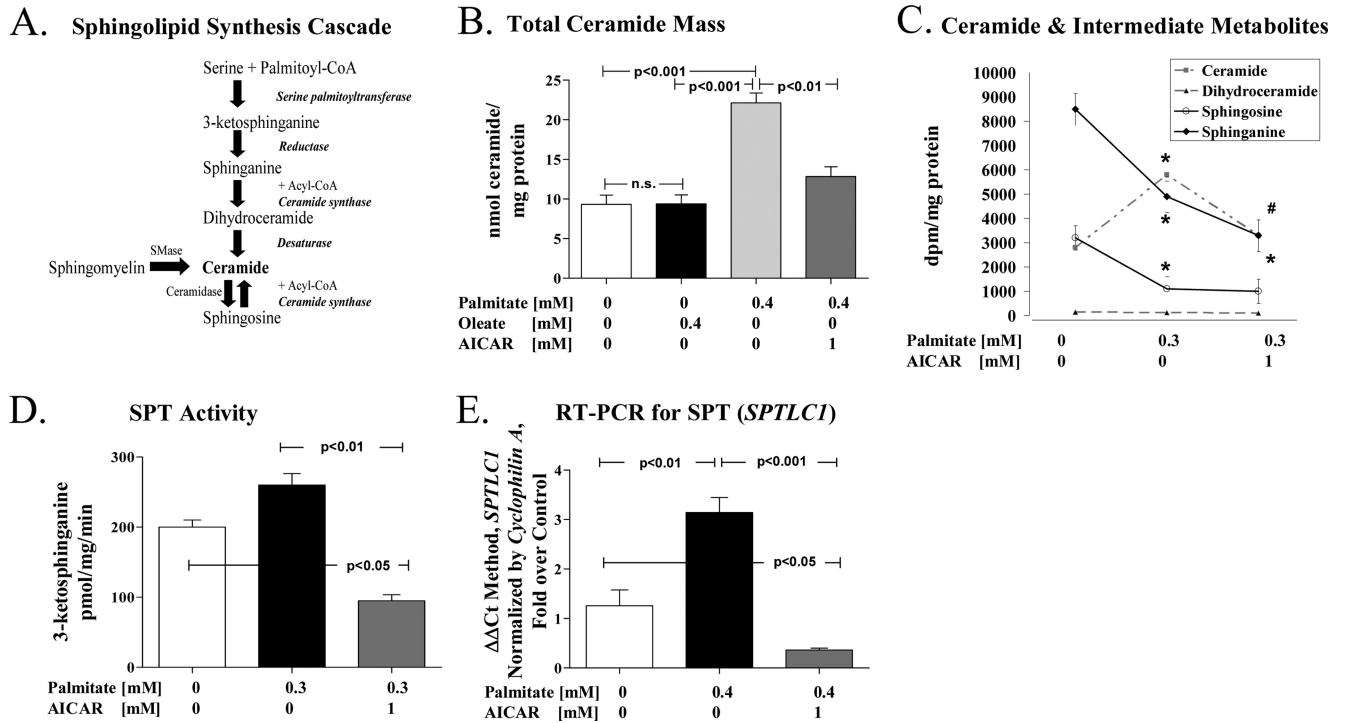 A. Sphingolipid Synthesis Cascade
Serine + Palmitoyl-CoA
Serine palmitoyltransferase
3-ketosphinganine
Reductase
Sphinganine
+ Acyl-CoA
Ceramide synthase
Dihydroceramide
Desaturase
SMase
Sphingomyelin
Ceramide
Ceramidase
+ Acyl-CoA
Ceramide synthase
Sphingosine
B. Total Ceramide Mass
nmol ceramide/
mg protein
25
20
15
10
5
0
p<0.001
p<0.001
p<0.01
n.s.
Palmitate [mM] 0 0 0.4 0.4
Oleate [mM] 0 0.4 0 0
AICAR [mM] 0 0 0 1
C. Ceramide & Intermediate Metabolites
dpm/mg protein
10000
9000
8000
7000
6000
5000
4000
3000
2000
1000
0
Ceramide
Dihydroceramide
Sphingosine
Sphinganine
*
*
*
#
*
Palmitate [mM] 0 0.3 0.3
AICAR [mM] 0 0 1
D. SPT Activity
3-ketosphinganine
pmol/mg/min
300
200
100
0
p<0.01
p<0.05
Palmitate [mM] 0 0.3 0.3
AICAR [mM] 0 0 1
E. RT-PCR for SPT (SPTLC1)
ΔΔCt Method, SPTLC1
Normalized by Cyclophilin A,
Fold over Control
4
3
2
1
0
p<0.01
p<0.001
p<0.05
Palmitate [mM] 0 0.4 0.4
AICAR [mM] 0 0 1